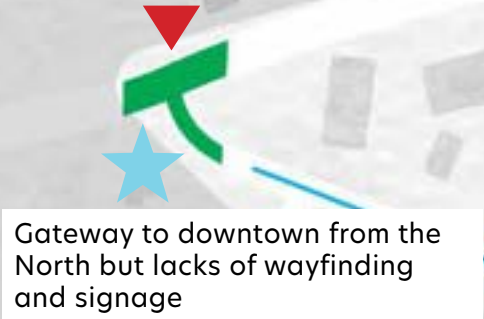 Gateway to downtown from the
North but lacks of wayfinding
and signage